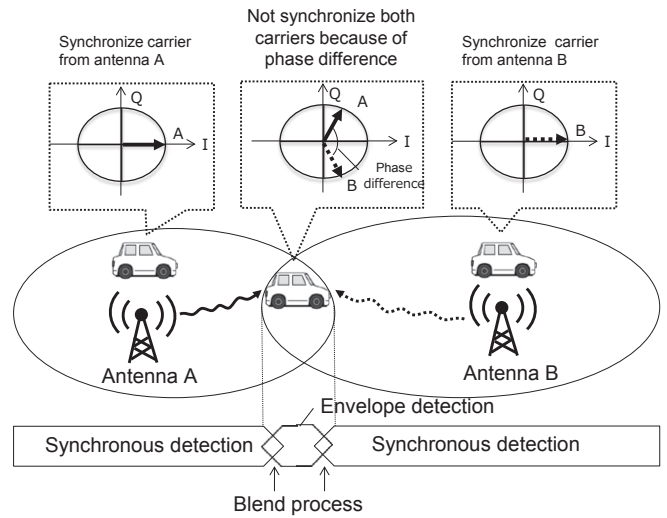 Synchronize carrier
from antenna A
Not synchronize both
carriers because of
phase difference
Synchronize carrier
from antenna B
Q
A
I
Q
A
I
B
Phase
difference
Q
B
I
Antenna A
Antenna B
Envelope detection
Synchronous detection
Synchronous detection
Blend process